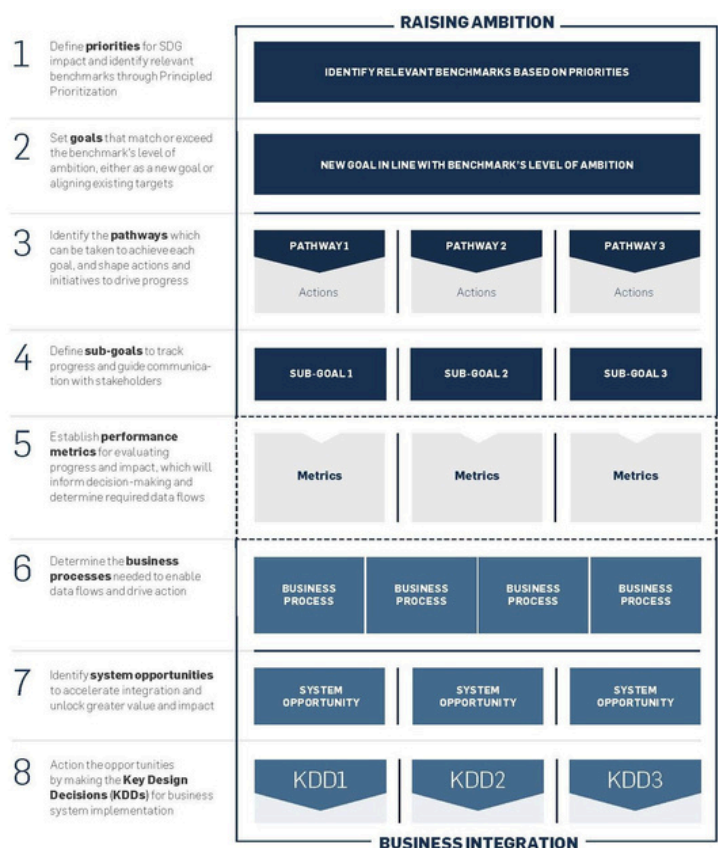 RAISING AMBITION
1
Define priorities for SDG
impact and identify relevant
benchmarks through Principled
Prioritization
IDENTIFY RELEVANT BENCHMARKS BASED ON PRIORITIES
2
Set goals that match or exceed
the benchmark's level of
ambition, either as a new goal or
aligning existing targets
NEW GOAL IN LINE WITH BENCHMARK'S LEVEL OF AMBITION
3
Identify the pathways which
can be taken to achieve each
goal, and shape actions and
initiatives to drive progress
PATHWAY 1
Actions
PATHWAY 2
Actions
PATHWAY 3
Actions
4
Define sub-goals to track
progress and guide communica-
tion with stakeholders
SUB-GOAL 1
SUB-GOAL 2
SUB-GOAL 3
5
Establish performance
metrics for evaluating
progress and impact, which will
inform decision-making and
determine required data flows
Metrics
Metrics
Metrics
6
Determine the business
processes needed to enable
data flows and drive action
BUSINESS
PROCESS
BUSINESS
PROCESS
BUSINESS
PROCESS
BUSINESS
PROCESS
7
Identify system opportunities
to accelerate integration and
unlock greater value and impact
SYSTEM
OPPORTUNITY
SYSTEM
OPPORTUNITY
SYSTEM
OPPORTUNITY
8
Action the opportunities
by making the Key Design
Decisions (KDDs) for business
system implementation
KDD1
KDD2
KDD3
BUSINESS INTEGRATION